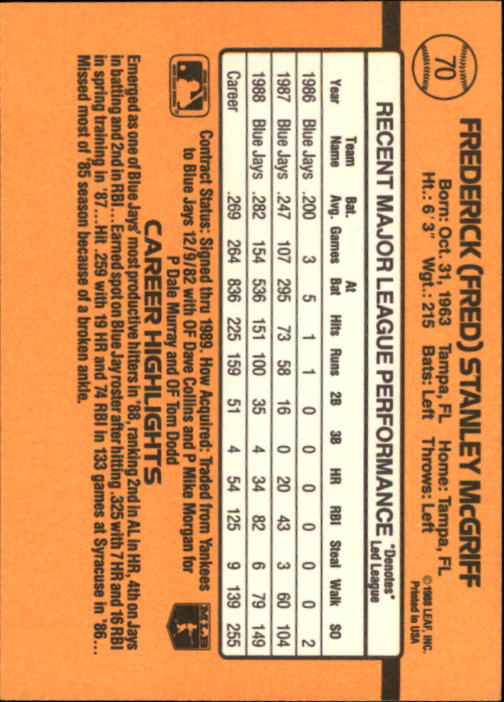 70
FREDERICK (FRED) STANLEY McGRIFF
Born: Oct. 31, 1963 Tampa, FL Home: Tampa, FL
Ht.: 6' 3" Wgt.: 215 Bats: Left Throws: Left
©1988 LEAF, INC.
Printed in USA
RECENT MAJOR LEAGUE PERFORMANCE
"Denotes"
Led League
Year Team Name Bat. Avg. Games At Bat Hits Runs 2B 3B HR RBI Steal Walk SO
1986 Blue Jays .200 3 5 1 1 0 0 0 0 0 0 2
1987 Blue Jays .247 107 295 73 58 16 0 20 43 3 60 104
1988 Blue Jays .282 154 536 151 100 35 4 34 82 6 79 149
Career .269 264 836 225 159 51 4 54 125 9 139 255
Contract Status: Signed thru 1989. How Acquired: Traded from Yankees
to Blue Jays 12/9/82 with OF Dave Collins and P Mike Morgan for
P Dale Murray and OF Tom Dodd
MLB
CAREER HIGHLIGHTS
Emerged as one of Blue Jays' most productive hitters in '88, ranking 2nd in AL in HR, 4th on Jays
in batting and 2nd in RBI ... Earned spot on Blue Jay roster after hitting .325 with 7 HR and 16 RBI
in spring training in '87 ... Hit .259 with 19 HR and 74 RBI in 133 games at Syracuse in '86 ...
Missed most of '85 season because of a broken ankle.